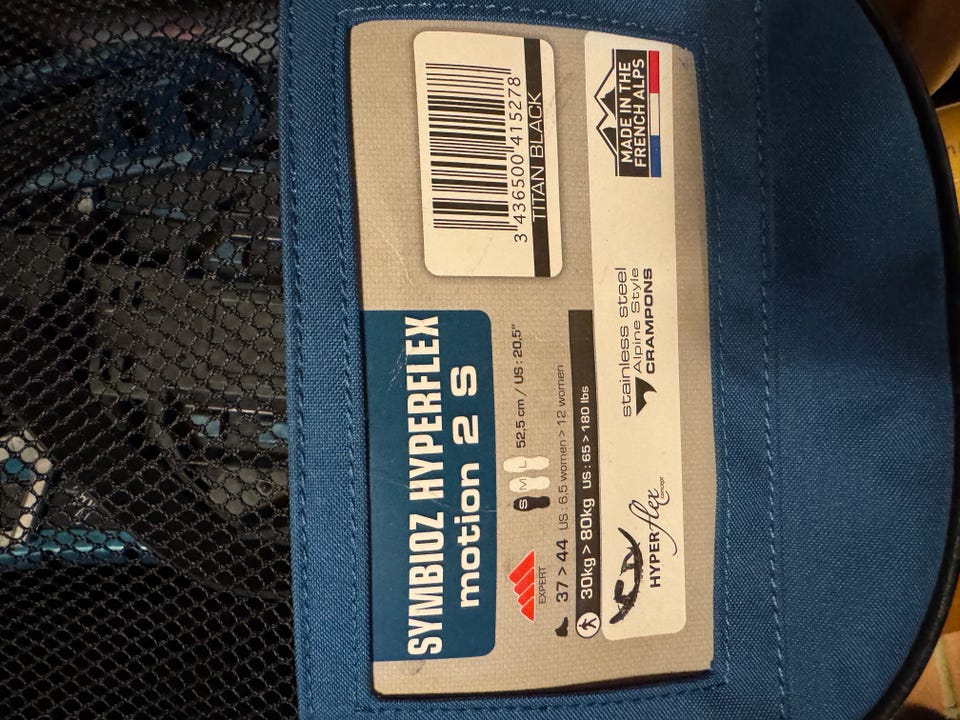 SYMBIOZ HYPERFLEX
motion 2 S
EXPERT
S M L 52,5 cm / US : 20,5"
37 > 44 US : 6,5 women > 12 women
30kg > 80kg US : 65 > 180 lbs
3 436500 415278
TITAN BLACK
HYPERflex
concept
stainless steel
Alpine Style
CRAMPONS
MADE IN THE
FRENCH ALPS